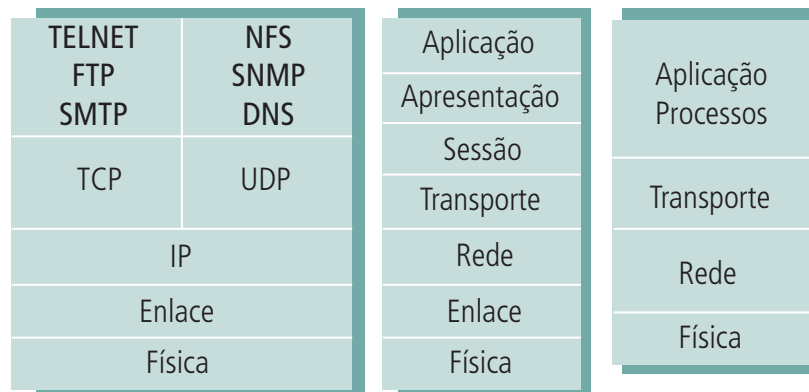 TELNET
FTP
SMTP
NFS
SNMP
DNS
TCP
UDP
IP
Enlace
Física
Aplicação
Apresentação
Sessão
Transporte
Rede
Enlace
Física
Aplicação
Processos
Transporte
Rede
Física